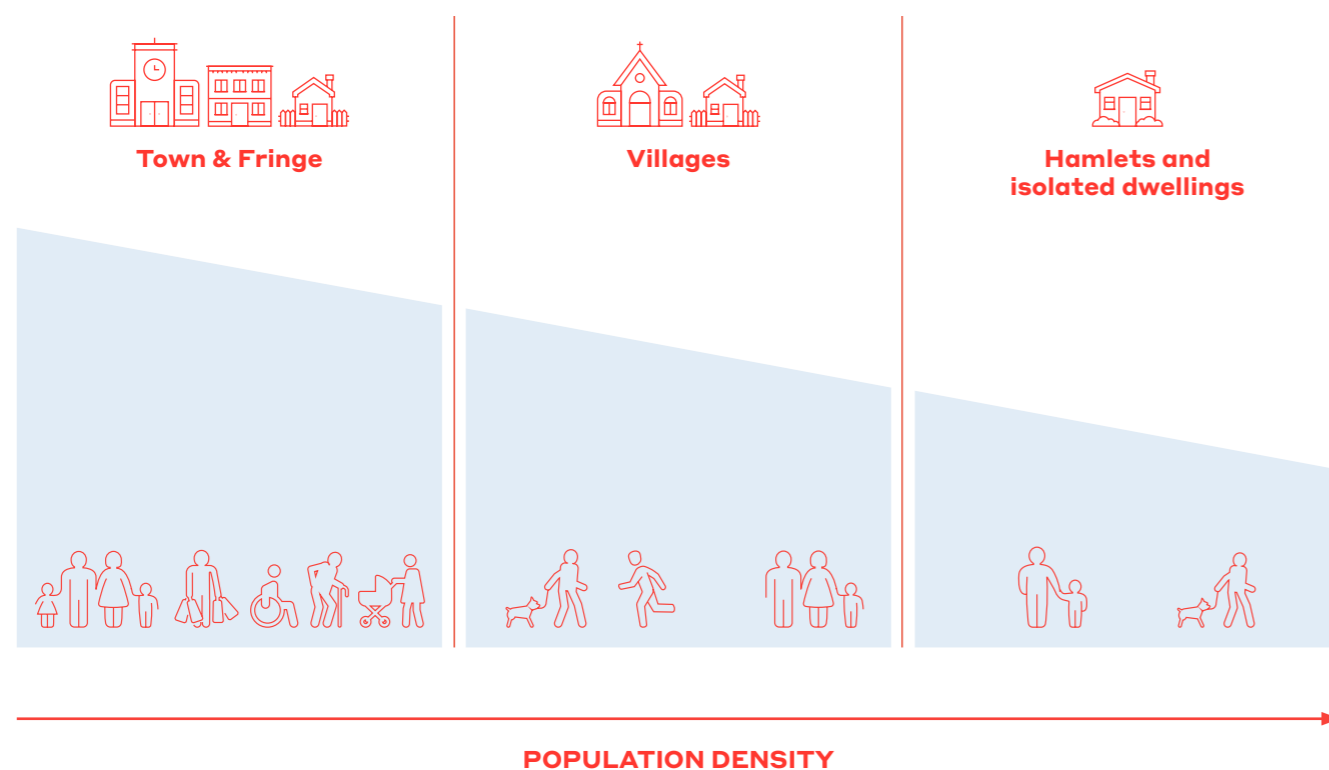 Town & Fringe
Villages
Hamlets and
isolated dwellings
POPULATION DENSITY